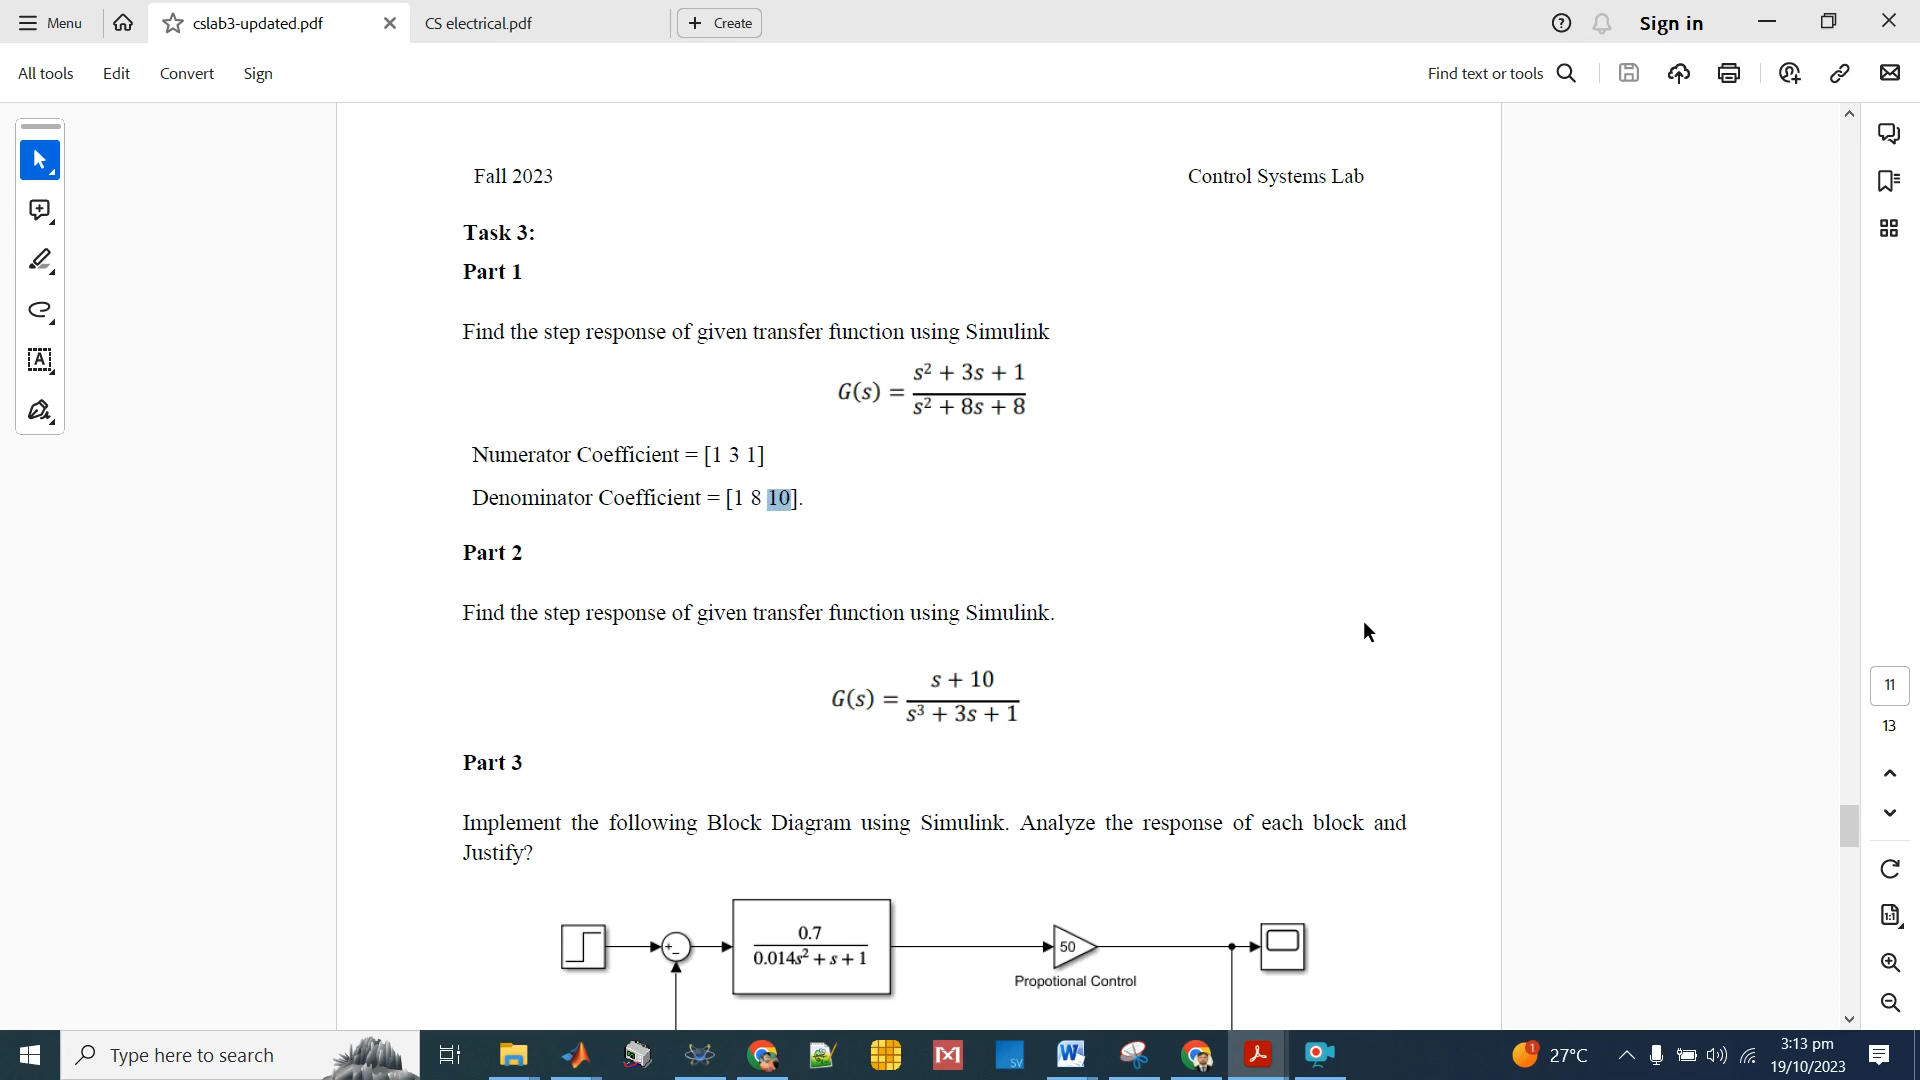 Menu
cslab3-updated.pdf
CS electrical.pdf
+ Create
Sign in
All tools
Edit
Convert
Sign
Find text or tools
Fall 2023
Control Systems Lab
Task 3:
Part 1
Find the step response of given transfer function using Simulink
G(s) = (s² + 3s + 1) / (s² + 8s + 8)
Numerator Coefficient = [1 3 1]
Denominator Coefficient = [1 8 10].
Part 2
Find the step response of given transfer function using Simulink.
G(s) = (s + 10) / (s³ + 3s + 1)
Part 3
Implement the following Block Diagram using Simulink. Analyze the response of each block and
Justify?
0.7
0.014s² + s + 1
+
−
50
Propotional Control
11
13
1:1
A
Type here to search
SV
W
1
27°C
3:13 pm
19/10/2023